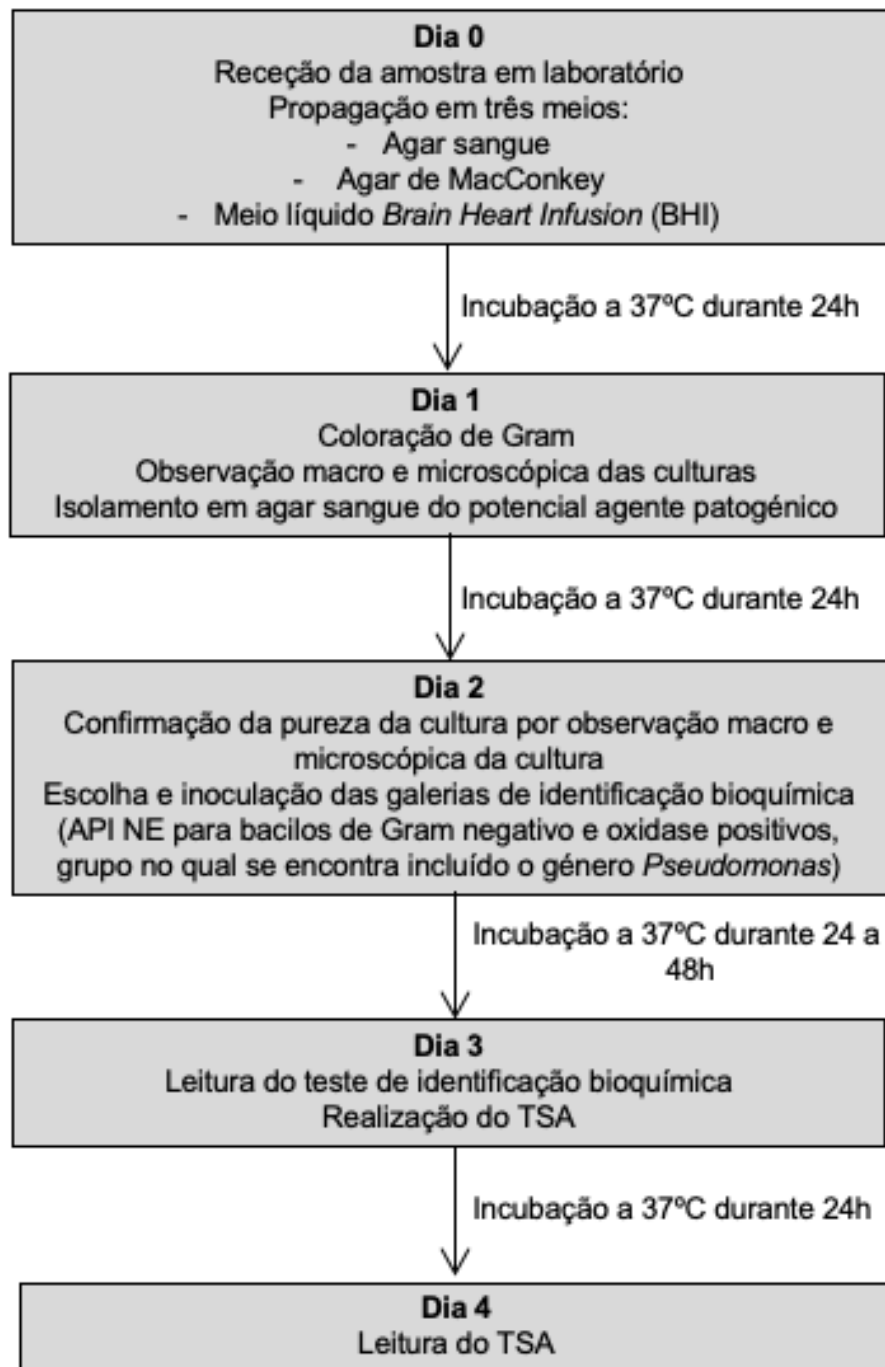 Dia 0
Receção da amostra em laboratório
Propagação em três meios:
- Agar sangue
- Agar de MacConkey
- Meio líquido Brain Heart Infusion (BHI)
Incubação a 37ºC durante 24h
Dia 1
Coloração de Gram
Observação macro e microscópica das culturas
Isolamento em agar sangue do potencial agente patogénico
Incubação a 37ºC durante 24h
Dia 2
Confirmação da pureza da cultura por observação macro e
microscópica da cultura
Escolha e inoculação das galerias de identificação bioquímica
(API NE para bacilos de Gram negativo e oxidase positivos,
grupo no qual se encontra incluído o género Pseudomonas)
Incubação a 37ºC durante 24 a
48h
Dia 3
Leitura do teste de identificação bioquímica
Realização do TSA
Incubação a 37ºC durante 24h
Dia 4
Leitura do TSA